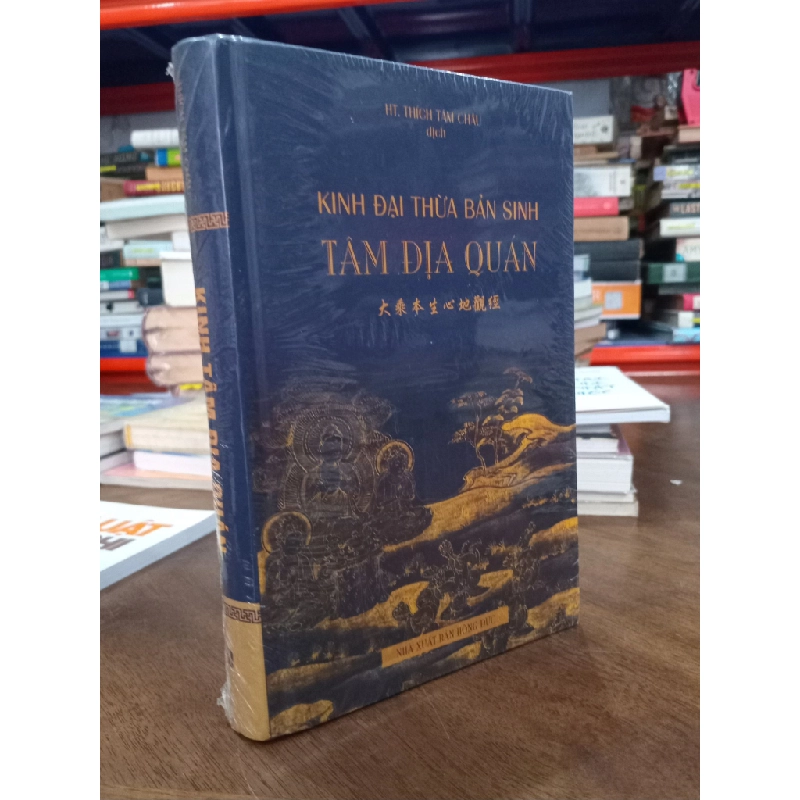 HT. THÍCH TÂM CHÂU
dịch
KINH ĐẠI THỪA BẢN SINH
TÂM ĐỊA QUÁN
大乘本生心地觀經
NHÀ XUẤT BẢN HỒNG ĐỨC
KINH TÂM ĐỊA QUÁN
UẬT